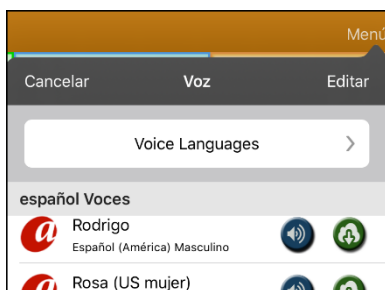 Menú
Cancelar Voz Editar
Voice Languages
español Voces
Rodrigo
Español (América) Masculino
Rosa (US mujer)